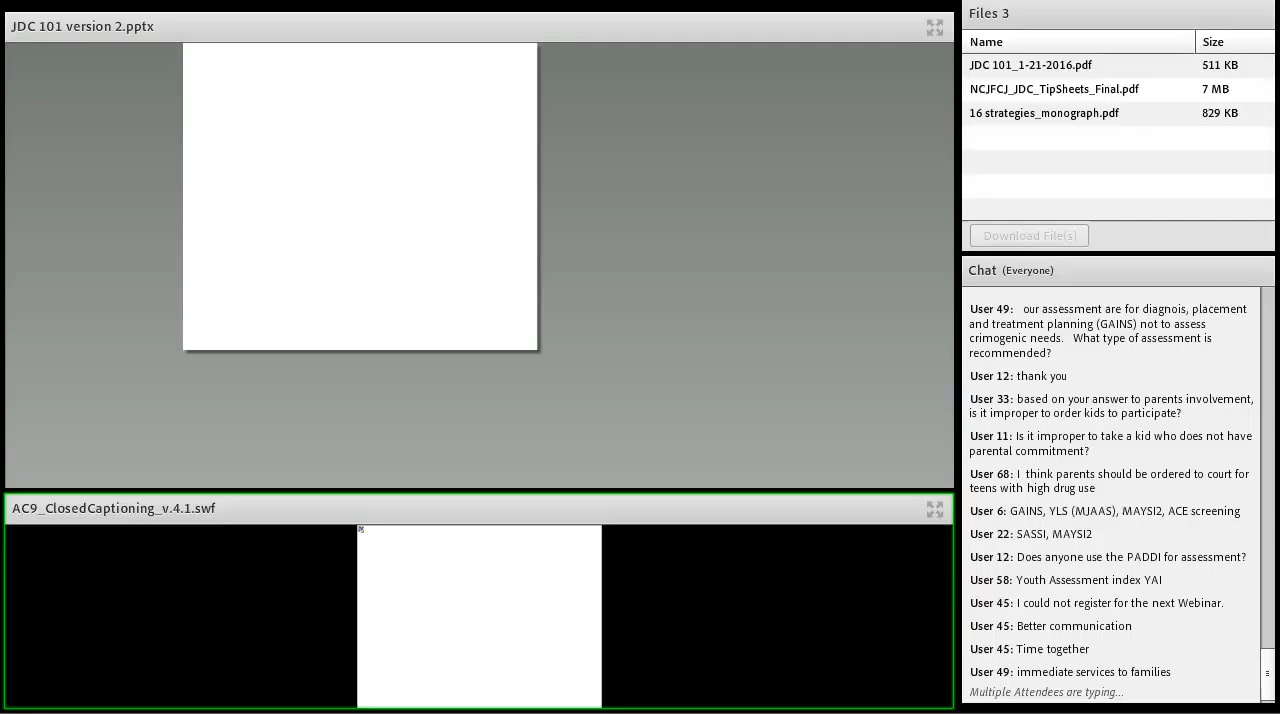 JDC 101 version 2.pptx
Files 3
Name Size
JDC 101_1-21-2016.pdf 511 KB
NCJFCJ_JDC_TipSheets_Final.pdf 7 MB
16 strategies_monograph.pdf 829 KB
Download File(s)
Chat (Everyone)
User 49: our assessment are for diagnois, placement
and treatment planning (GAINS) not to assess
crimogenic needs. What type of assessment is
recommended?
User 12: thank you
User 33: based on your answer to parents involvement,
is it improper to order kids to participate?
User 11: Is it improper to take a kid who does not have
parental commitment?
User 68: I think parents should be ordered to court for
teens with high drug use
User 6: GAINS, YLS (MJAAS), MAYSI2, ACE screening
User 22: SASSI, MAYSI2
User 12: Does anyone use the PADDI for assessment?
User 58: Youth Assessment index YAI
User 45: I could not register for the next Webinar.
User 45: Better communication
User 45: Time together
User 49: immediate services to families
Multiple Attendees are typing...
AC9_ClosedCaptioning_v.4.1.swf